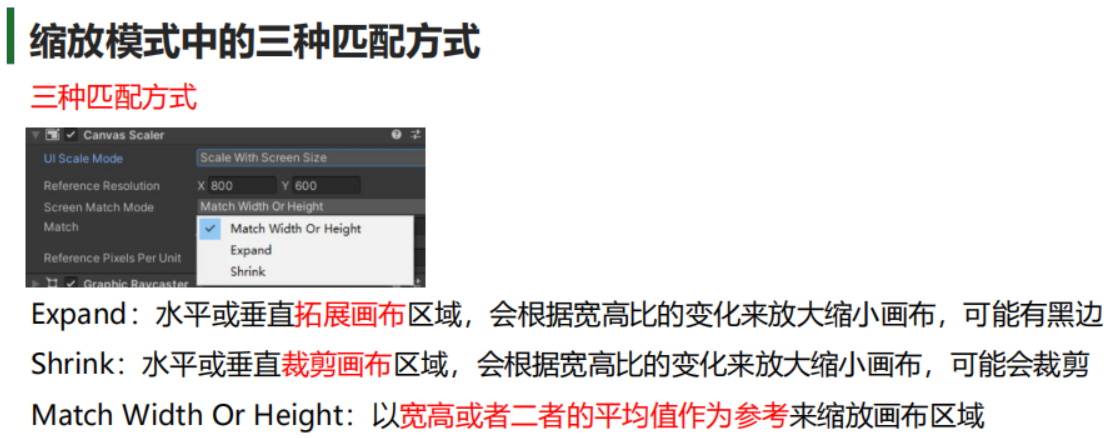 缩放模式中的三种匹配方式
三种匹配方式
Canvas Scaler
UI Scale Mode Scale With Screen Size
Reference Resolution X 800 Y 600
Screen Match Mode Match Width Or Height
Match Match Width Or Height
Expand
Reference Pixels Per Unit
Shrink
Graphic Raycaster
Expand：水平或垂直拓展画布区域，会根据宽高比的变化来放大缩小画布，可能有黑边
Shrink：水平或垂直裁剪画布区域，会根据宽高比的变化来放大缩小画布，可能会裁剪
Match Width Or Height：以宽高或者二者的平均值作为参考来缩放画布区域